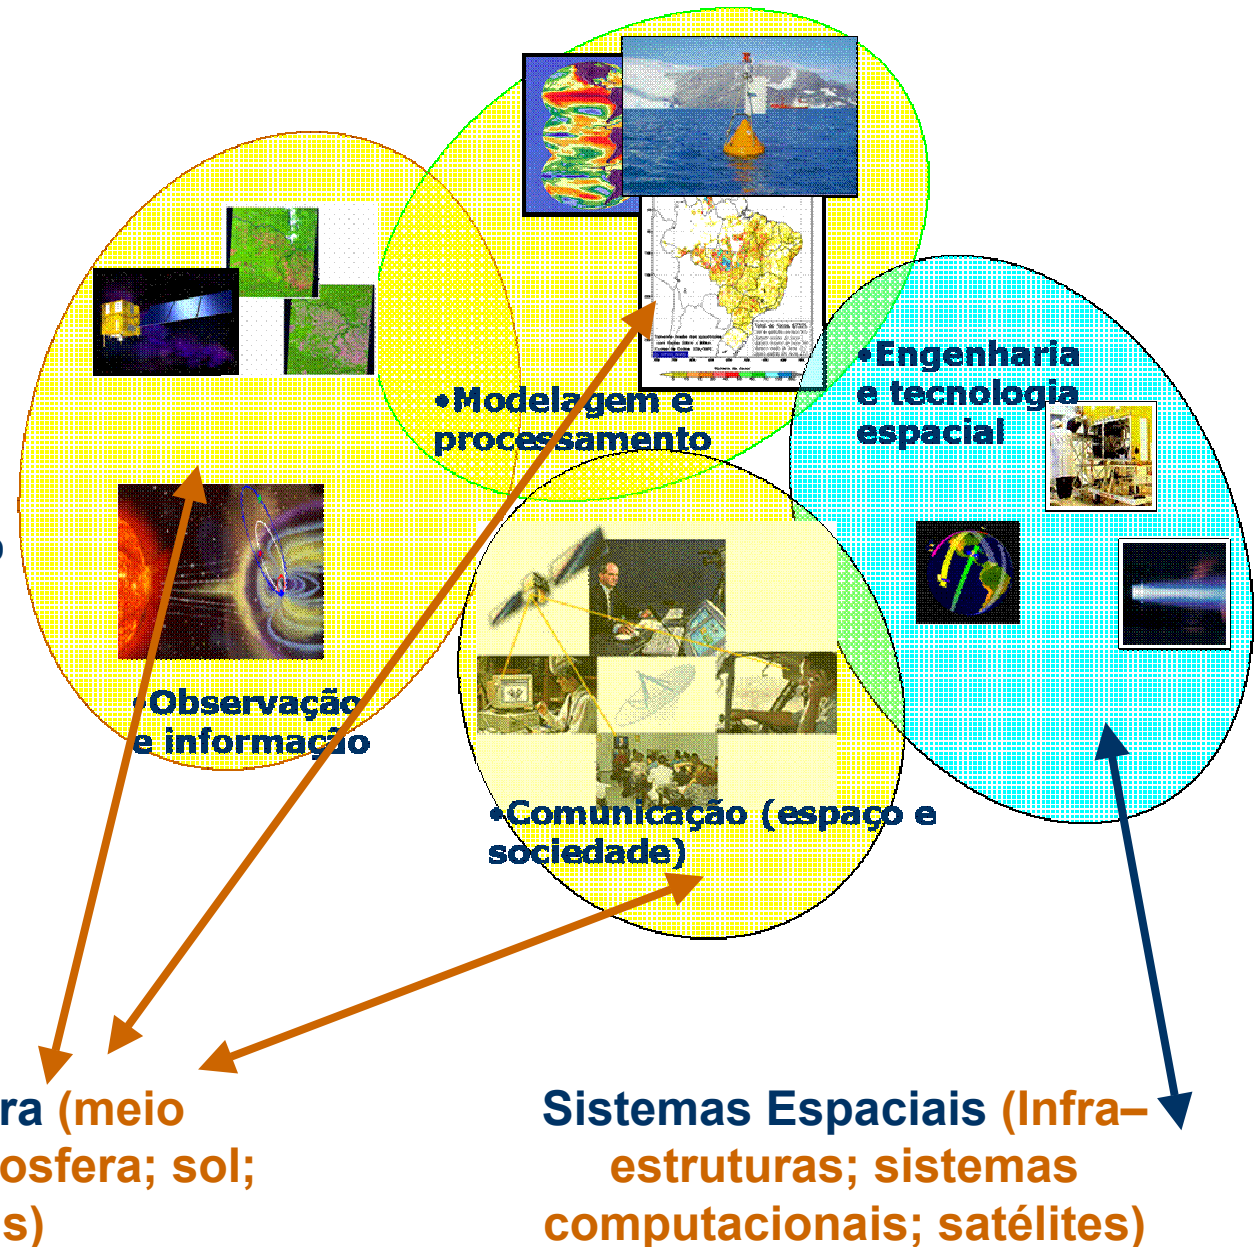 •Engenharia
e tecnologia
espacial
•Modelagem e
processamento
•Observação
e informação
•Comunicação (espaço e
sociedade)
ra (meio
osfera; sol;
s)
Sistemas Espaciais (Infra–
estruturas; sistemas
computacionais; satélites)